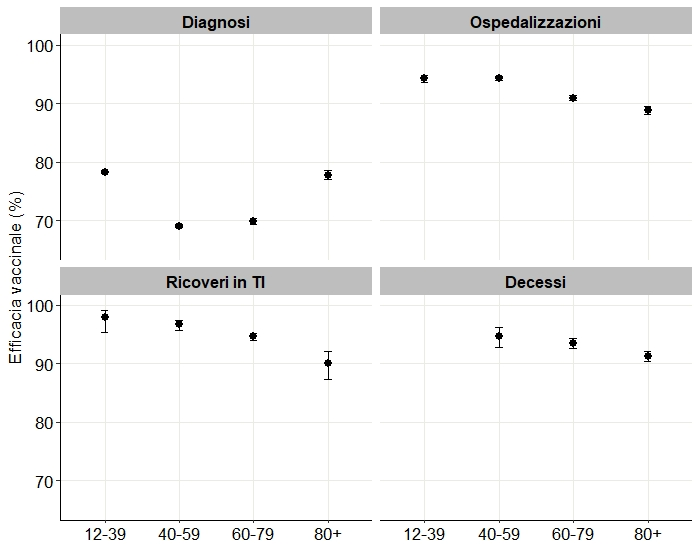 Diagnosi
Ospedalizzazioni
100
90
80
70
Efficacia vaccinale (%)
Ricoveri in TI
Decessi
100
90
80
70
12-39 40-59 60-79 80+ 12-39 40-59 60-79 80+